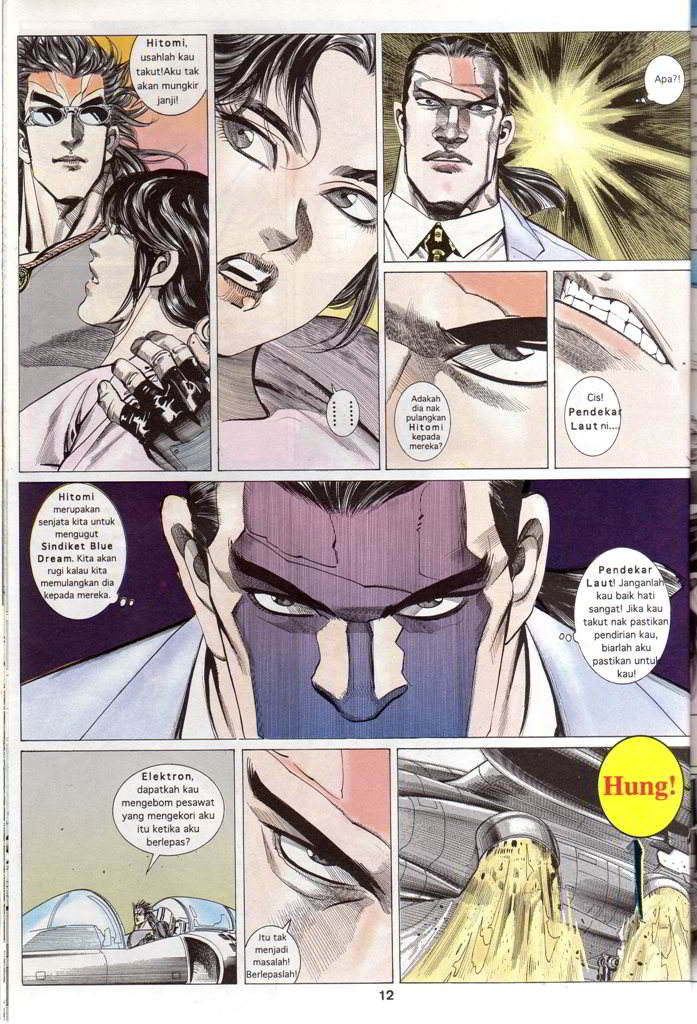 Hitomi,
usahlah kau
takut!Aku tak
akan mungkir
janji!
Apa?!
Adakah
dia nak
pulangkan
Hitomi
kepada
mereka?
Cis!
Pendekar
Laut ni....
Hitomi
merupakan
senjata kita untuk
mengugut
Sindiket Blue
Dream. Kita akan
rugi kalau kita
memulangkan dia
kepada mereka.
Pendekar
Laut! Janganlah
kau baik hati
sangat! Jika kau
takut nak pastikan
pendirian kau,
biarlah aku
pastikan untuk
kau!
Elektron,
dapatkah kau
mengebom pesawat
yang mengekori aku
itu ketika aku
berlepas?
Itu tak
menjadi
masalah!
Berlepaslah!
Hung!
12